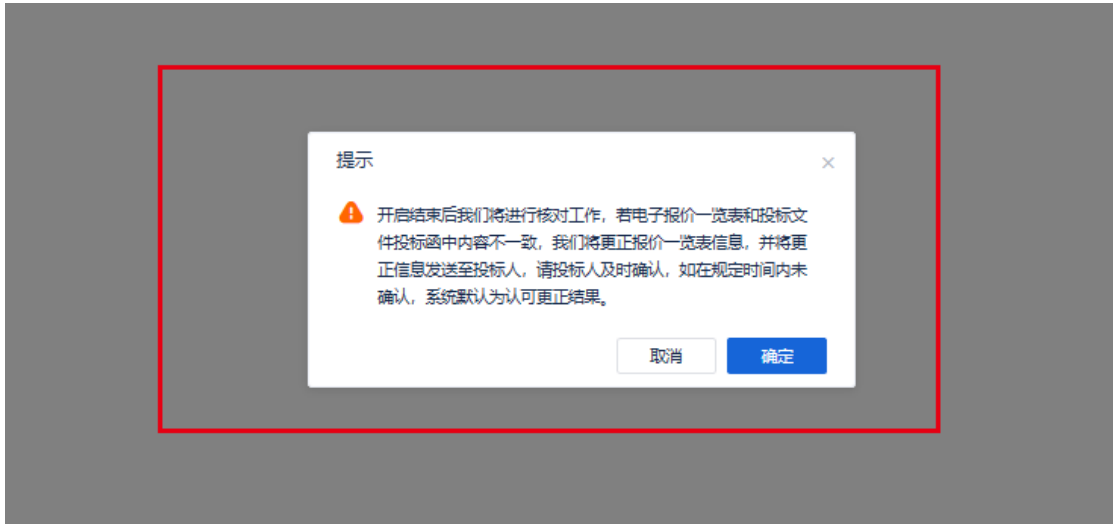 提示
开启结束后我们将进行核对工作，若电子报价一览表和投标文
件投标函中内容不一致，我们将更正报价一览表信息，并将更
正信息发送至投标人，请投标人及时确认，如在规定时间内未
确认，系统默认为认可更正结果。
取消
确定